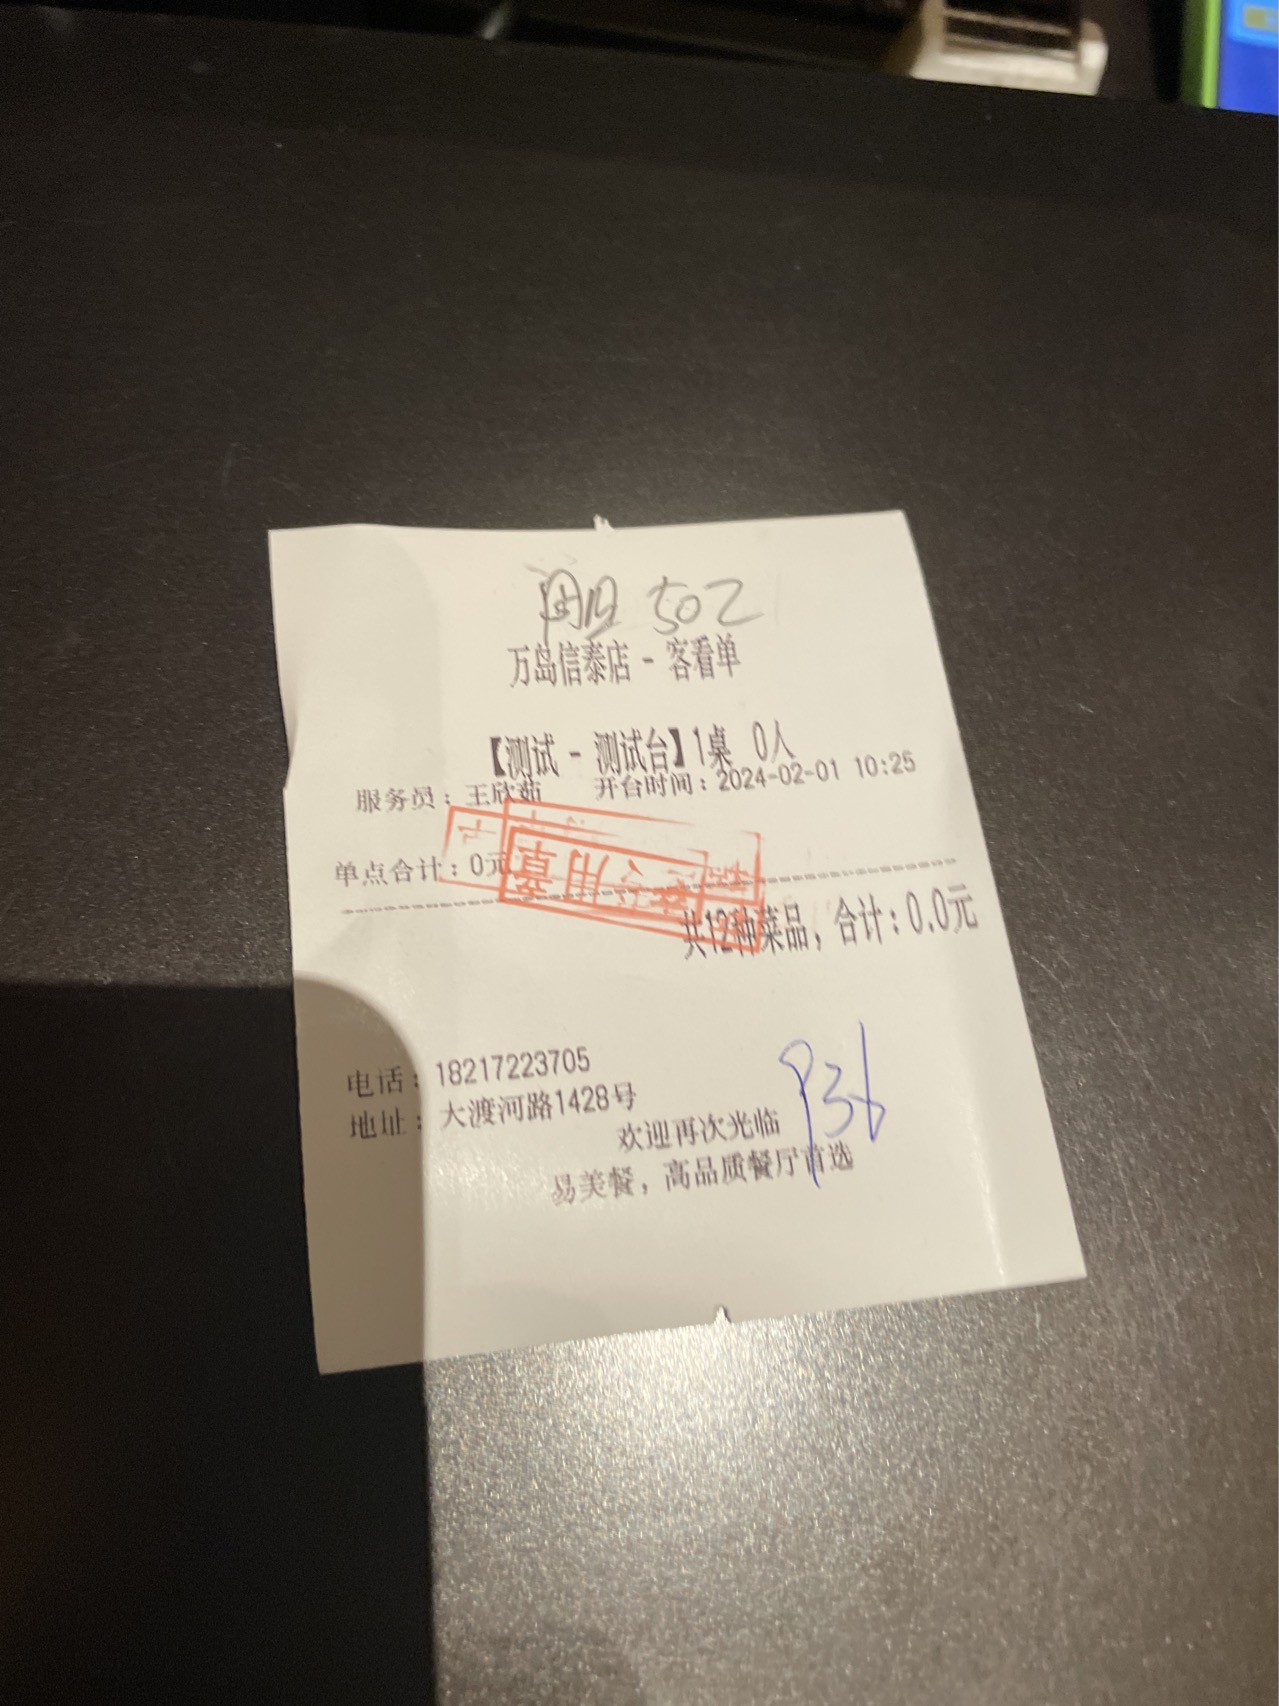 502
万岛信泰店 - 客看单
【测试 - 测试台】1桌 0人
服务员：王欣茹 开台时间：2024-02-01 10:25
单点合计：0元
共12种菜品，合计：0.0元
电话：18217223705
地址：大渡河路1428号
936
欢迎再次光临
易美餐，高品质餐厅首选